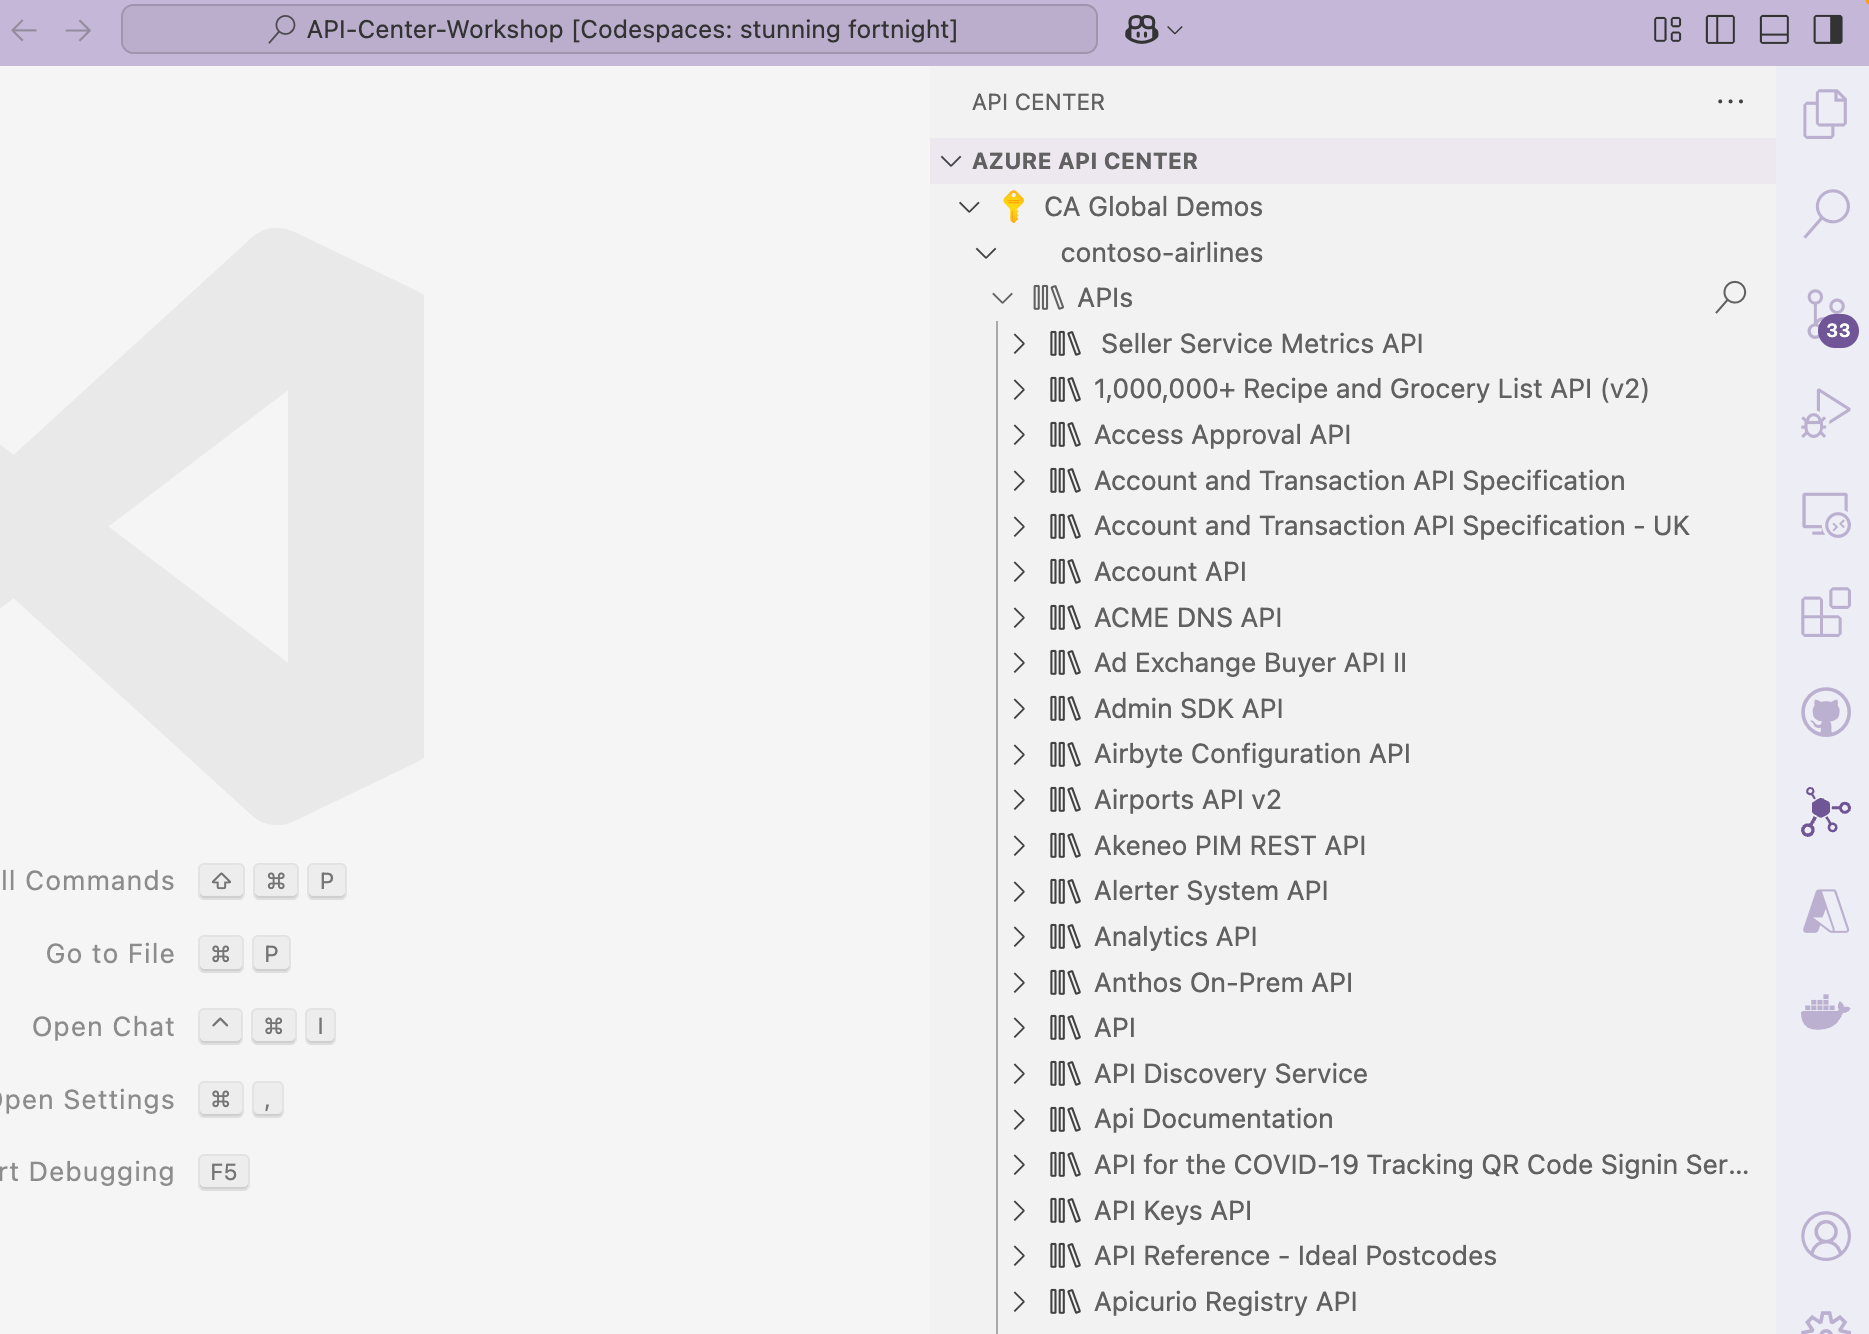 API-Center-Workshop [Codespaces: stunning fortnight]
API CENTER
AZURE API CENTER
CA Global Demos
contoso-airlines
APIs
Seller Service Metrics API
33
1,000,000+ Recipe and Grocery List API (v2)
Access Approval API
Account and Transaction API Specification
Account and Transaction API Specification - UK
Account API
ACME DNS API
Ad Exchange Buyer API II
Admin SDK API
Airbyte Configuration API
Airports API v2
Akeneo PIM REST API
Alerter System API
Analytics API
Anthos On-Prem API
API
API Discovery Service
Api Documentation
API for the COVID-19 Tracking QR Code Signin Ser...
API Keys API
API Reference - Ideal Postcodes
Apicurio Registry API
ll Commands ⇧ ⌘ P
Go to File ⌘ P
Open Chat ^ ⌘ I
pen Settings ⌘ ,
rt Debugging F5